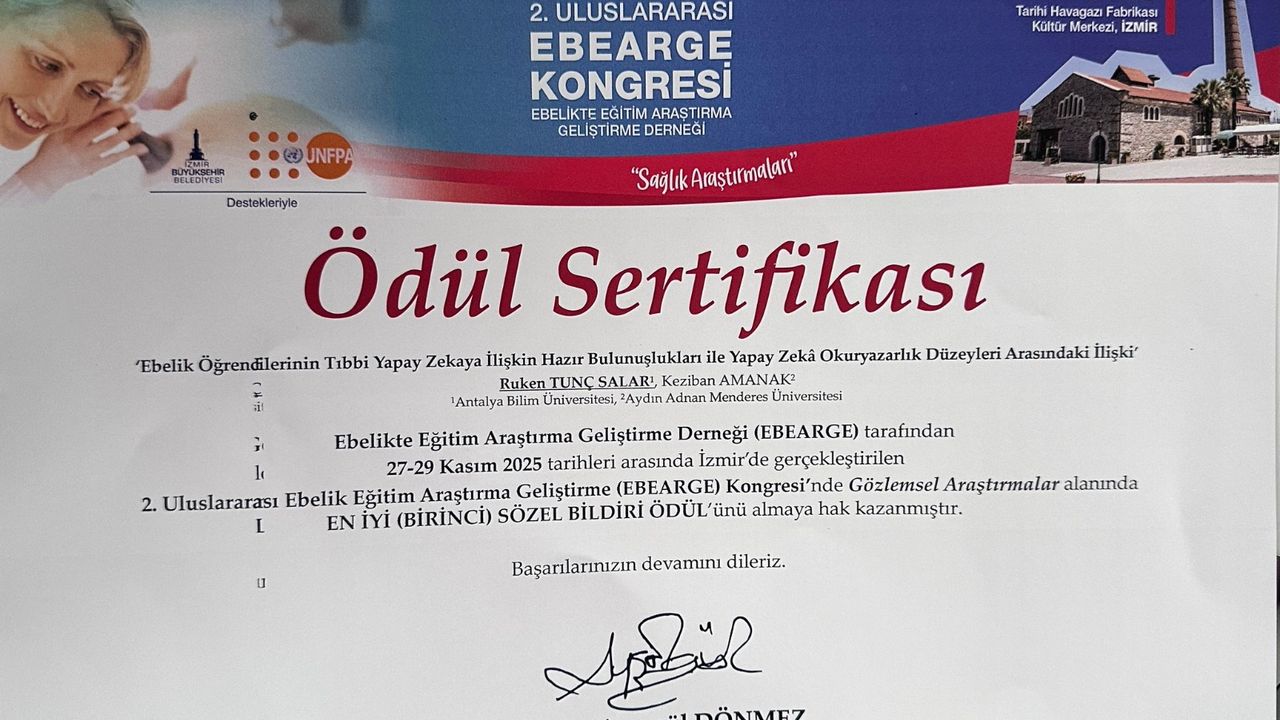 2. ULUSLARARASI
EBEARGE
KONGRESİ
EBELİKTE EĞİTİM ARAŞTIRMA
GELİŞTİRME DERNEĞİ
Tarihi Havagazı Fabrikası
Kültür Merkezi, İZMİR
İZMİR
BÜYÜKŞEHİR
BELEDİYESİ
UNFPA
Destekleriyle
"Sağlık Araştırmaları"
Ödül Sertifikası
'Ebelik Öğrencilerinin Tıbbi Yapay Zekaya İlişkin Hazır Bulunuşlukları ile Yapay Zekâ Okuryazarlık Düzeyleri Arasındaki İlişki'
Ruken TUNÇ SALAR¹, Keziban AMANAK²
¹Antalya Bilim Üniversitesi, ²Aydın Adnan Menderes Üniversitesi
Ebelikte Eğitim Araştırma Geliştirme Derneği (EBEARGE) tarafından
27-29 Kasım 2025 tarihleri arasında İzmir'de gerçekleştirilen
2. Uluslararası Ebelik Eğitim Araştırma Geliştirme (EBEARGE) Kongresi'nde Gözlemsel Araştırmalar alanında
EN İYİ (BİRİNCİ) SÖZEL BİLDİRİ ÖDÜL'ünü almaya hak kazanmıştır.
Başarılarınızın devamını dileriz.
DÖNMEZ